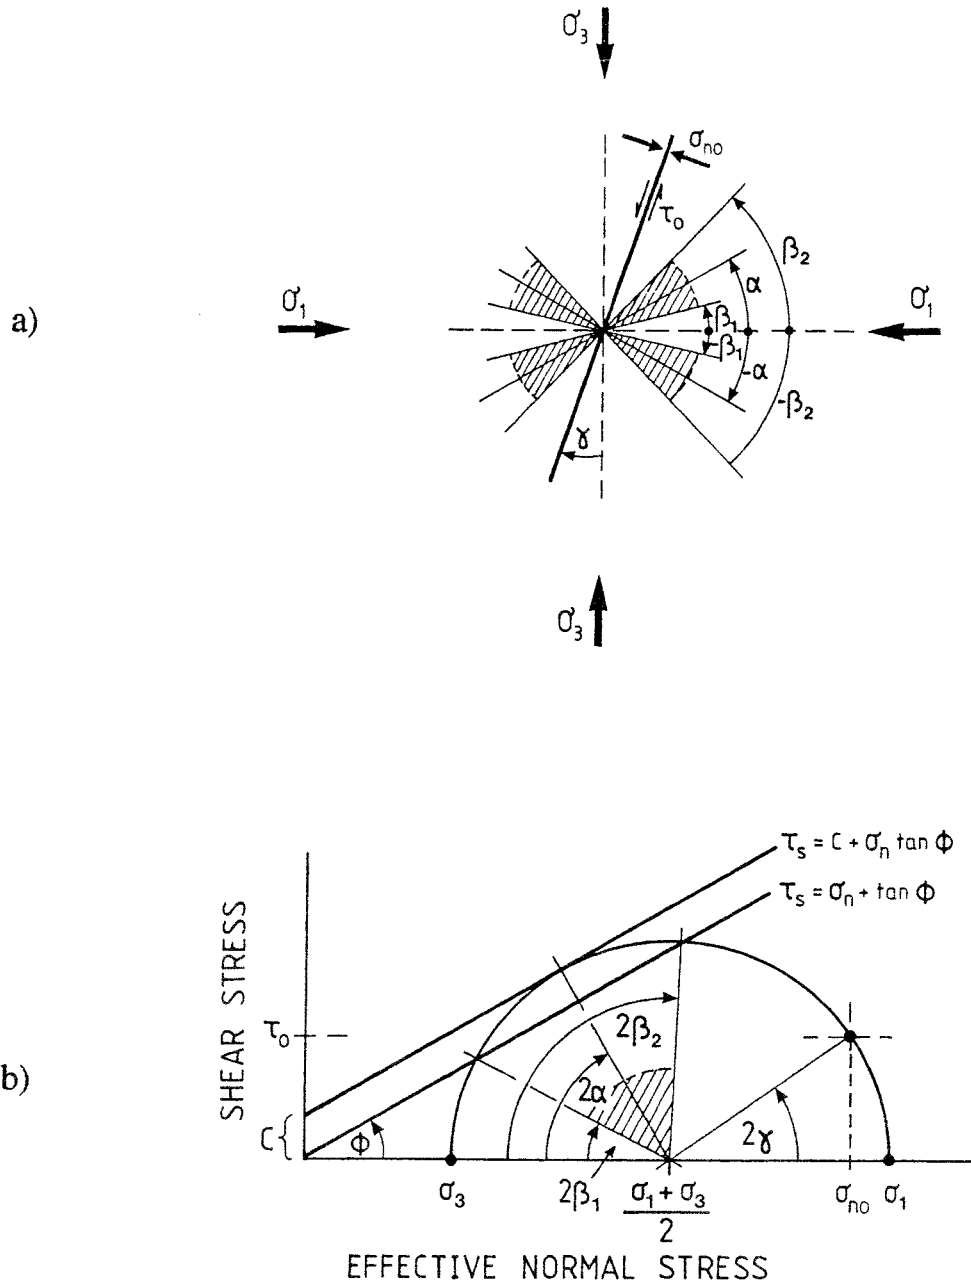 σ₃
σₙₒ
τₒ
β₂
α
a)
σ₁
β₁
σ₁
-β₁
-α
-β₂
γ
σ₃
τₛ = C + σₙ tan Φ
τₛ = σₙ + tan Φ
SHEAR STRESS
τₒ
2β₂
b)
2α
C{
Φ
2γ
σ₃
2β₁
σ₁ + σ₃
2
σₙₒ
σ₁
EFFECTIVE NORMAL STRESS